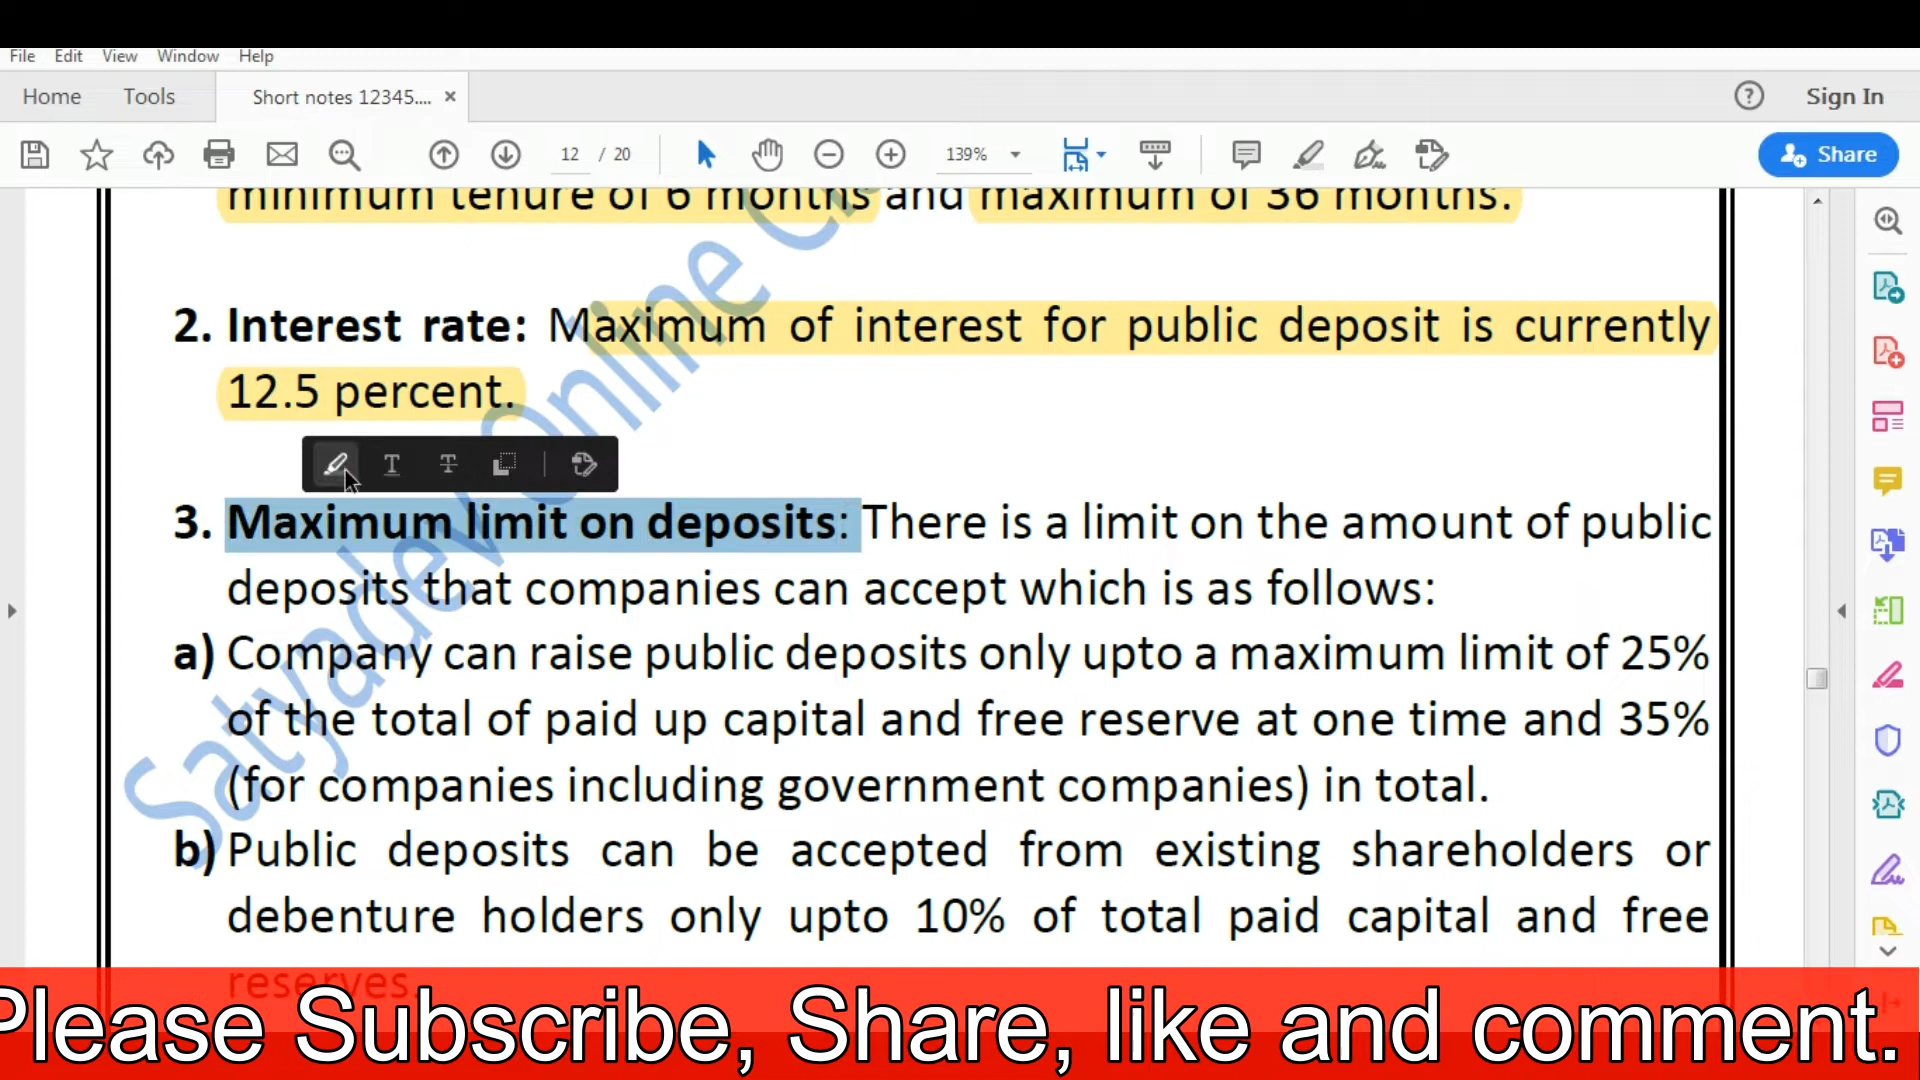 File Edit View Window Help
Home Tools Short notes 12345.... × ? Sign In
12 / 20 139% Share
minimum tenure of 6 months and maximum of 36 months.
2. Interest rate: Maximum of interest for public deposit is currently
12.5 percent.
3. Maximum limit on deposits: There is a limit on the amount of public
deposits that companies can accept which is as follows:
a) Company can raise public deposits only upto a maximum limit of 25%
of the total of paid up capital and free reserve at one time and 35%
(for companies including government companies) in total.
b) Public deposits can be accepted from existing shareholders or
debenture holders only upto 10% of total paid capital and free
reserves.
Satyadev Online
Please Subscribe, Share, like and comment.